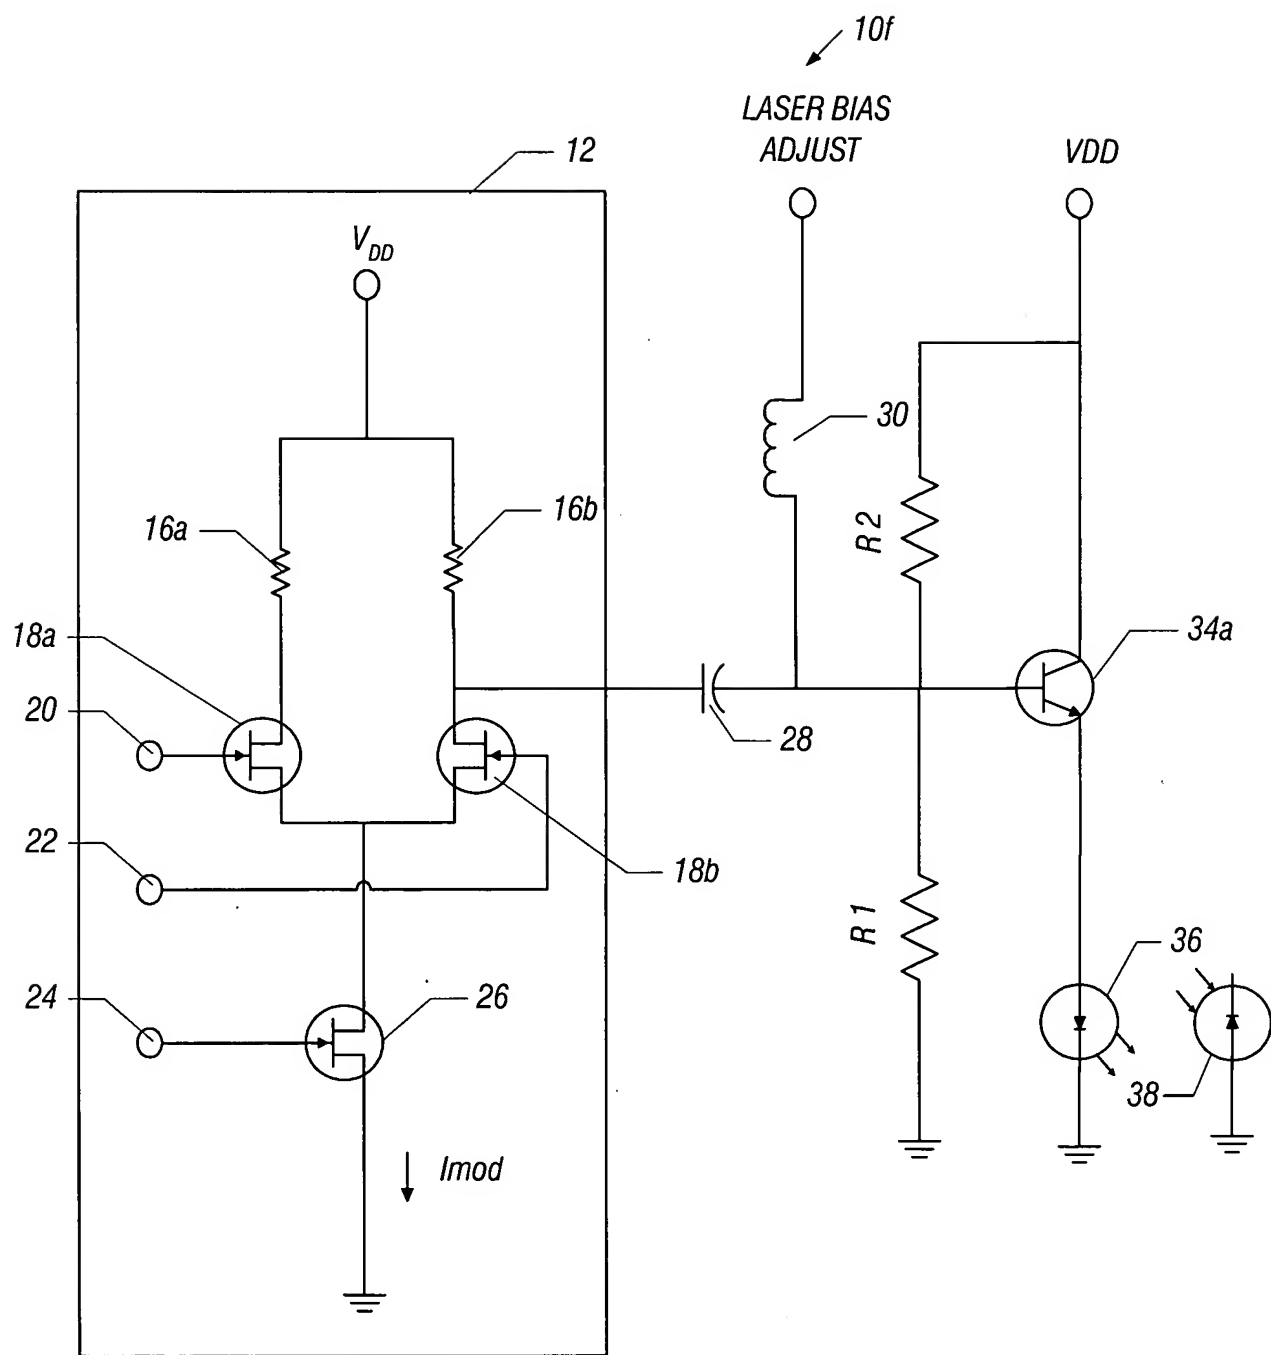 10f
LASER BIAS
ADJUST
VDD
12
V_DD
30
16a
16b
R2
18a
34a
20
28
22
18b
R1
36
24
26
38
Imod